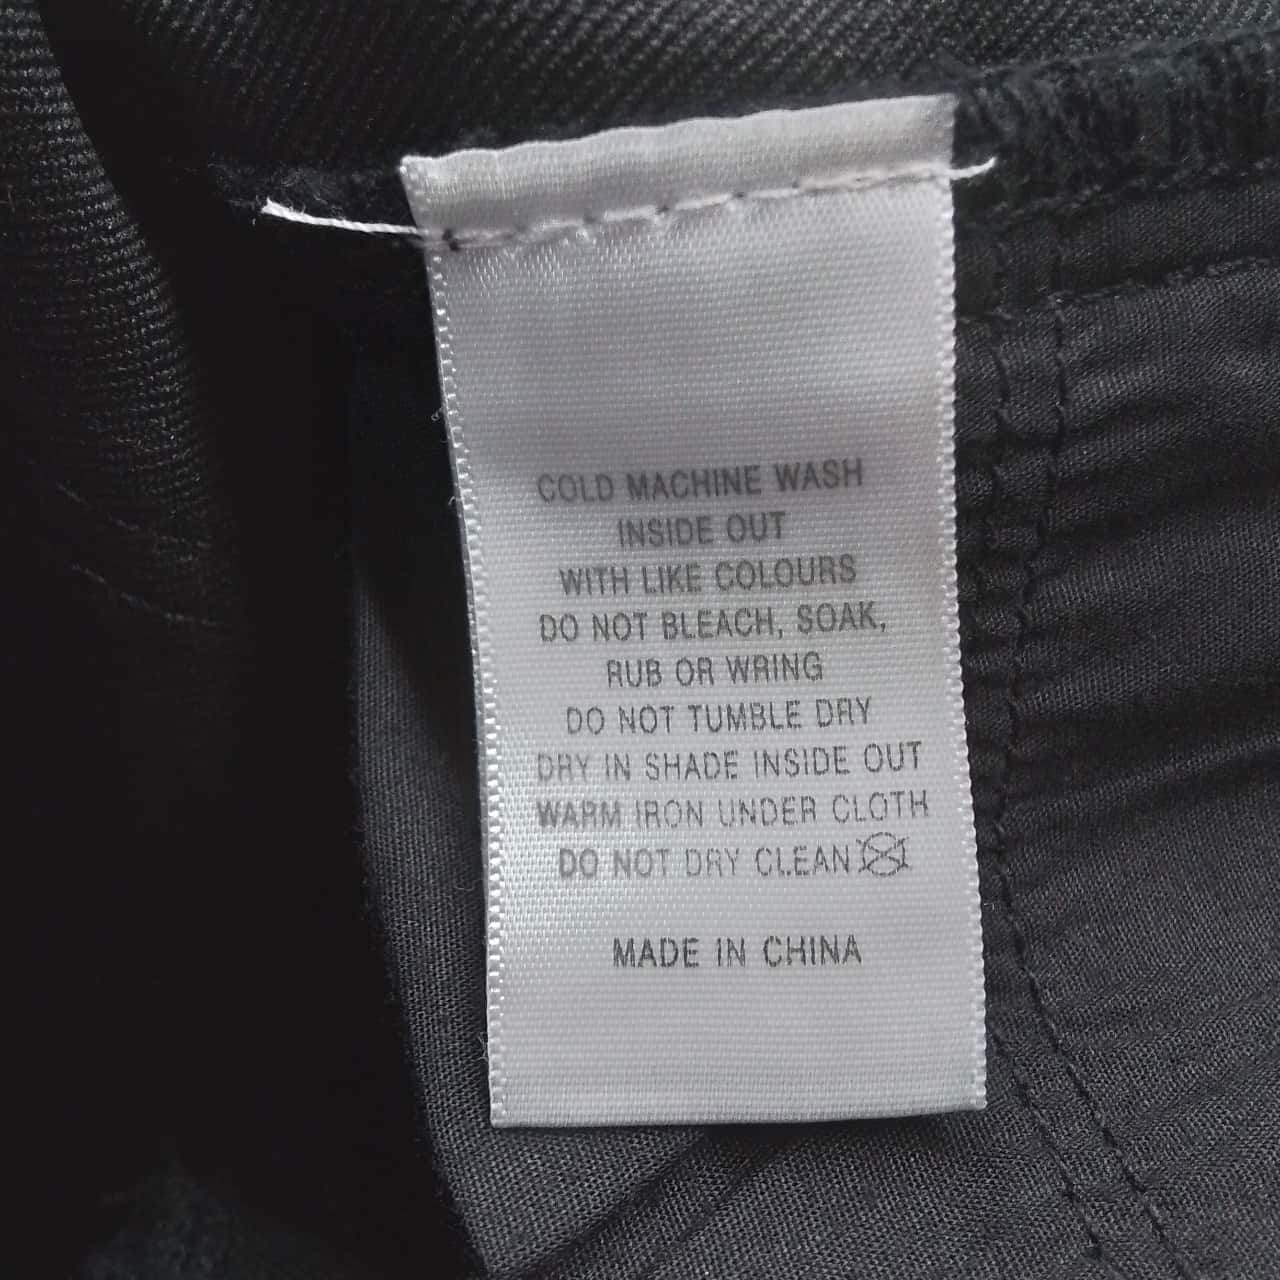 COLD MACHINE WASH
INSIDE OUT
WITH LIKE COLOURS
DO NOT BLEACH, SOAK,
RUB OR WRING
DO NOT TUMBLE DRY
DRY IN SHADE INSIDE OUT
WARM IRON UNDER CLOTH
DO NOT DRY CLEAN
MADE IN CHINA